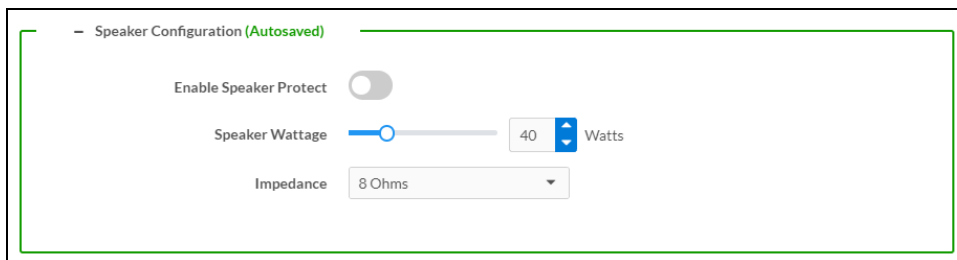 – Speaker Configuration (Autosaved)
Enable Speaker Protect
Speaker Wattage 40 Watts
Impedance 8 Ohms